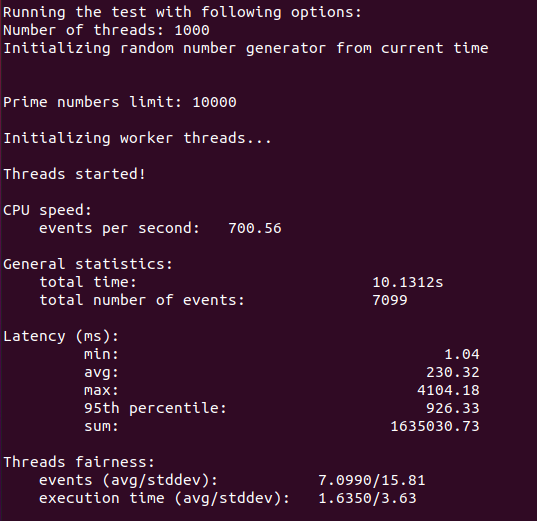 Running the test with following options:
Number of threads: 1000
Initializing random number generator from current time
Prime numbers limit: 10000
Initializing worker threads...
Threads started!
CPU speed:
events per second: 700.56
General statistics:
total time: 10.1312s
total number of events: 7099
Latency (ms):
min: 1.04
avg: 230.32
max: 4104.18
95th percentile: 926.33
sum: 1635030.73
Threads fairness:
events (avg/stddev): 7.0990/15.81
execution time (avg/stddev): 1.6350/3.63